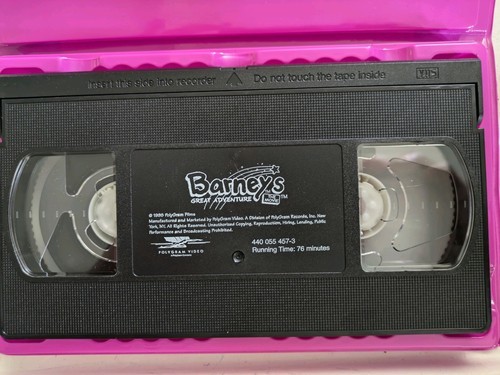 Insert this side into recorder Do not touch the tape inside VHS
Barney's
GREAT ADVENTURE
THE MOVIE ™
© 1998 PolyGram Films
Manufactured and Marketed by PolyGram Video. A Division of PolyGram Records, Inc. New
York, NY. All Rights Reserved. Unauthorized Copying, Reproduction, Hiring, Lending, Public
Performance and Broadcasting Prohibited.
POLYGRAM VIDEO
440 055 457-3
Running Time: 76 minutes